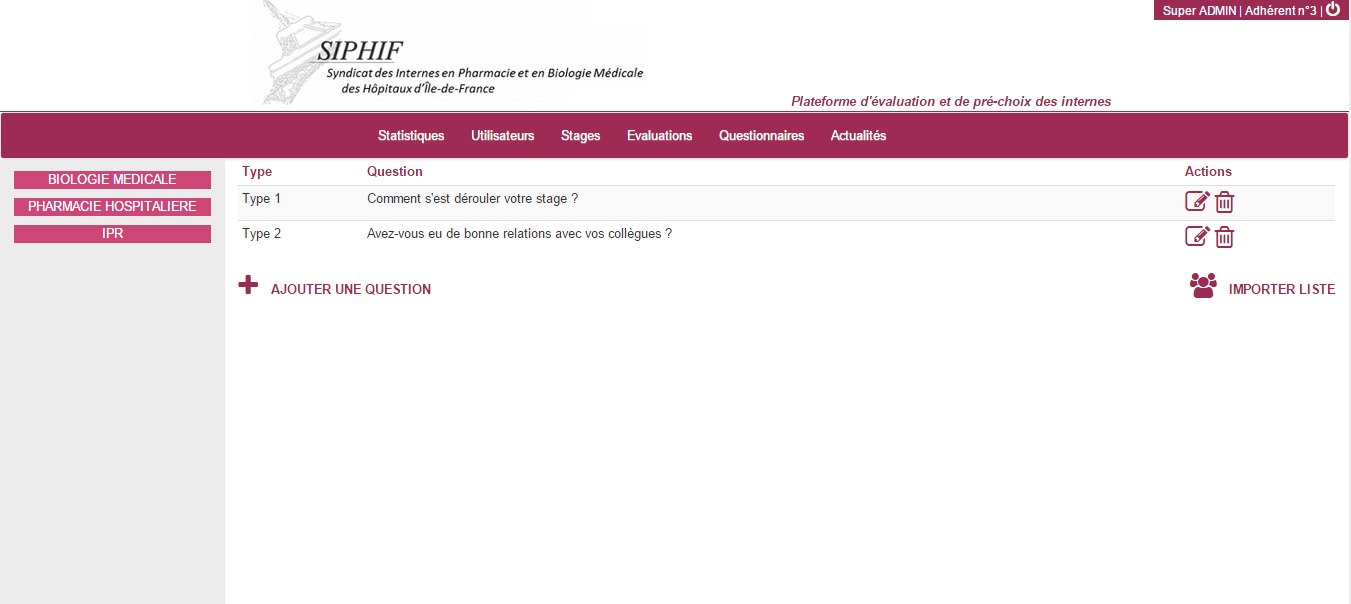 Super ADMIN | Adhérent n°3 |
SIPHIF
Syndicat des Internes en Pharmacie et en Biologie Médicale
des Hôpitaux d'Île-de-France
Plateforme d'évaluation et de pré-choix des internes
Statistiques Utilisateurs Stages Evaluations Questionnaires Actualités
BIOLOGIE MEDICALE
PHARMACIE HOSPITALIERE
IPR
Type Question Actions
Type 1 Comment s'est dérouler votre stage ?
Type 2 Avez-vous eu de bonne relations avec vos collègues ?
AJOUTER UNE QUESTION IMPORTER LISTE